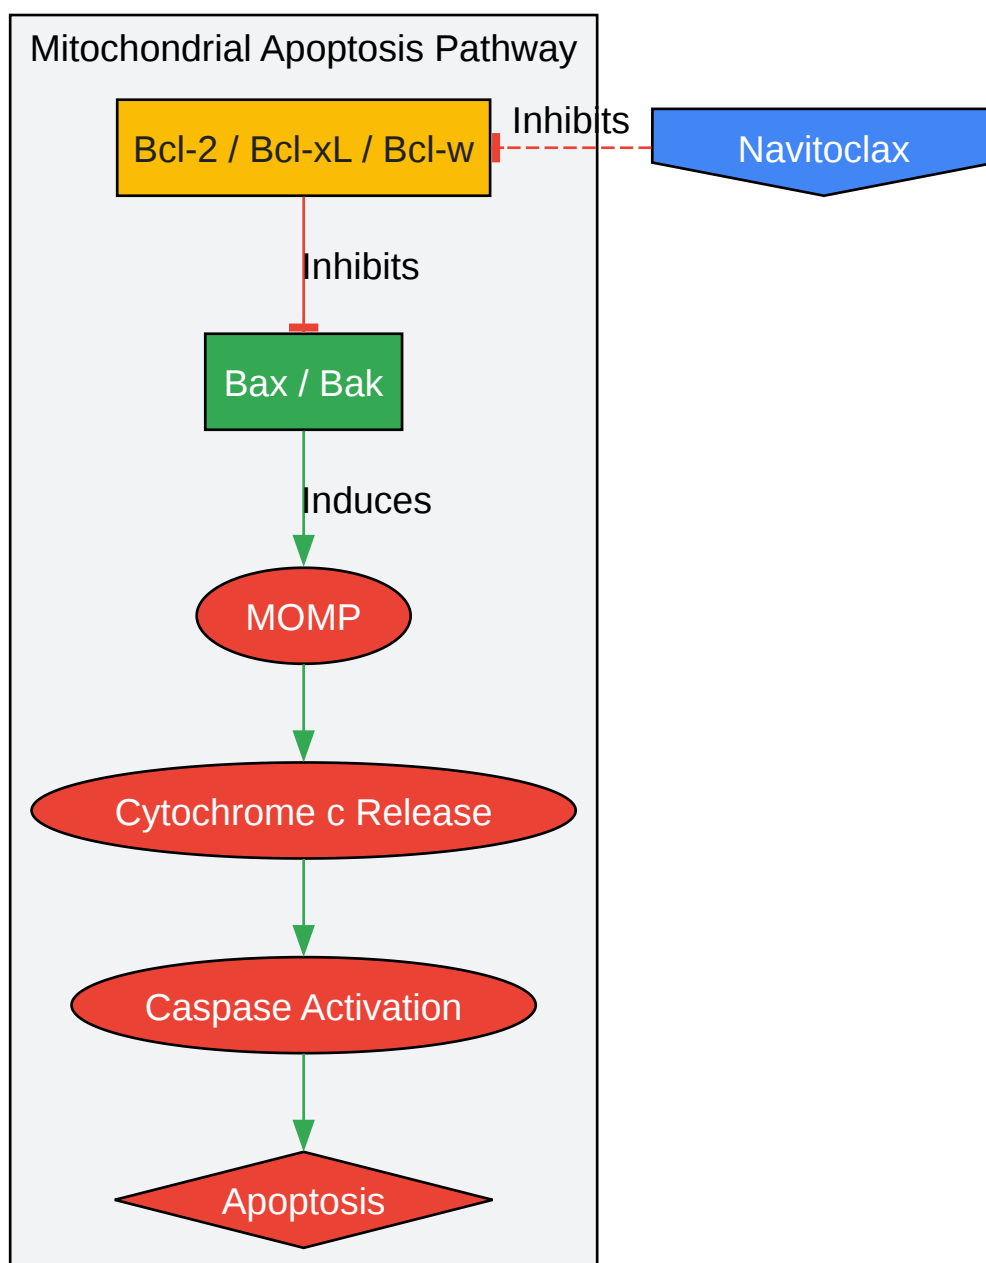 Mitochondrial Apoptosis Pathway
Inhibits
Bcl-2 / Bcl-xL / Bcl-w
Navitoclax
Inhibits
Bax / Bak
Induces
MOMP
Cytochrome c Release
Caspase Activation
Apoptosis